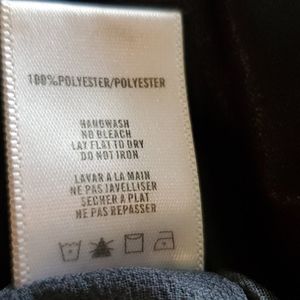 100%POLYESTER/POLYESTER
HANDWASH
NO BLEACH
LAY FLAT TO DRY
DO NOT IRON
LAVAR A LA MAIN
NE PAS JAVELLISER
SECHER A PLAT
NE PAS REPASSER